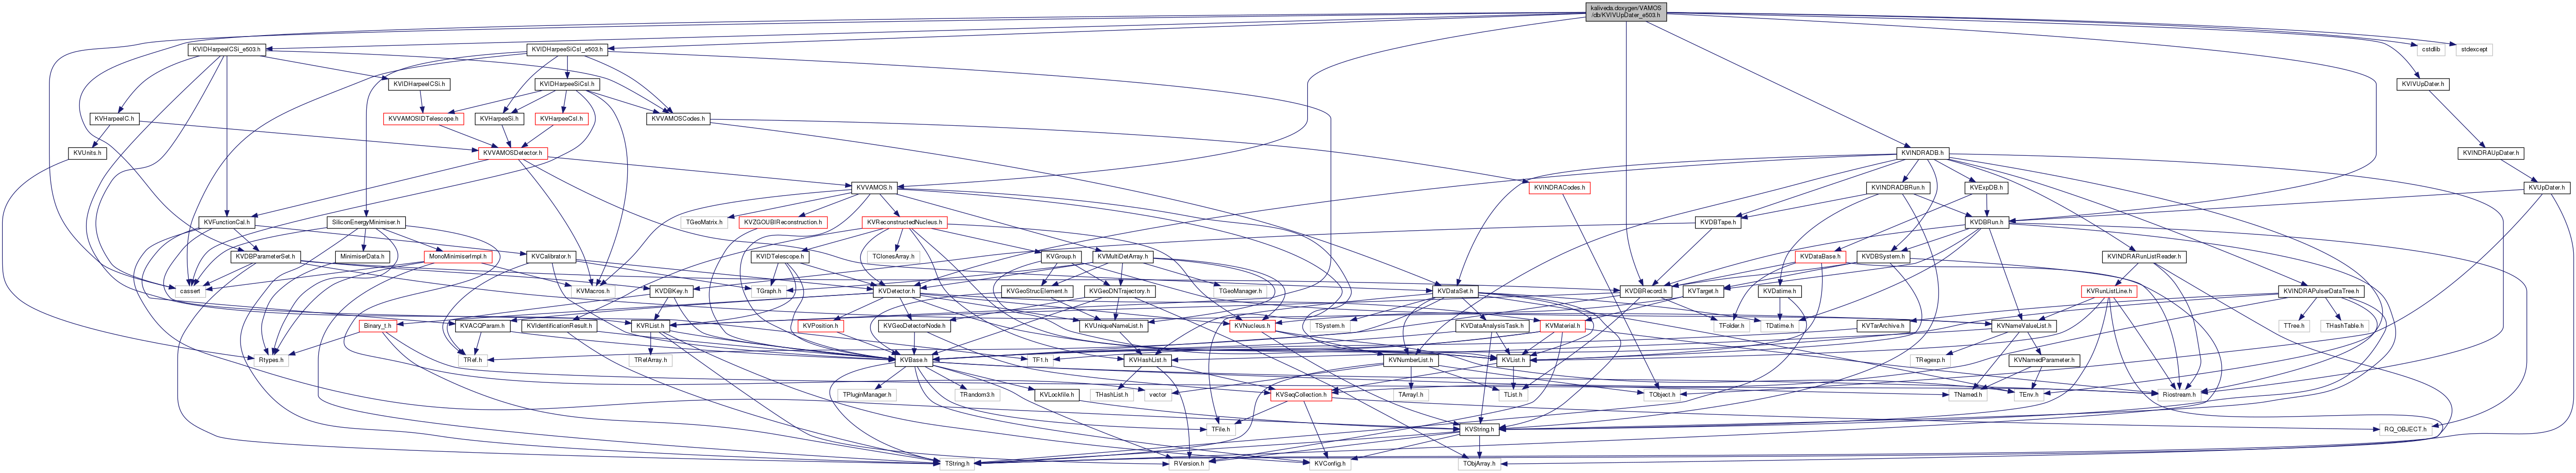 kaliveda.doxygen/VAMOS
/db/KVIVUpDater_e503.h
KVIDHarpeeICSi_e503.h
KVIDHarpeeSiCsI_e503.h
cstdlib
stdexcept
KVIDHarpeeICSi.h
KVIDHarpeeSiCsI.h
KVIVUpDater.h
KVHarpeeIC.h
KVVAMOSIDTelescope.h
KVHarpeeSi.h
KVHarpeeCsI.h
KVVAMOSCodes.h
KVUnits.h
KVVAMOSDetector.h
KVINDRADB.h
KVINDRAUpDater.h
KVVAMOS.h
KVINDRACodes.h
KVINDRADBRun.h
KVExpDB.h
KVUpDater.h
KVFunctionCal.h
SiliconEnergyMinimiser.h
TGeoMatrix.h
KVZGOUBIReconstruction.h
KVReconstructedNucleus.h
KVDBTape.h
KVDBRun.h
KVDBParameterSet.h
MinimiserData.h
MonoMinimiserImpl.h
KVCalibrator.h
KVIDTelescope.h
TClonesArray.h
KVGroup.h
KVMultiDetArray.h
KVDataBase.h
KVDBSystem.h
KVINDRARunListReader.h
cassert
KVMacros.h
KVDBKey.h
TGraph.h
KVDetector.h
KVGeoStrucElement.h
KVGeoDNTrajectory.h
TGeoManager.h
KVDataSet.h
KVDBRecord.h
KVTarget.h
KVDatime.h
KVRunListLine.h
KVINDRAPulserDataTree.h
Binary_t.h
KVACQParam.h
KVIdentificationResult.h
KVRList.h
KVPosition.h
KVGeoDetectorNode.h
KVUniqueNameList.h
KVNucleus.h
TSystem.h
KVDataAnalysisTask.h
KVMaterial.h
TFolder.h
TDatime.h
KVTarArchive.h
KVNameValueList.h
TTree.h
THashTable.h
Rtypes.h
TRef.h
TRefArray.h
KVBase.h
TF1.h
KVHashList.h
KVList.h
KVNumberList.h
TRegexp.h
KVNamedParameter.h
TPluginManager.h
TRandom3.h
KVLockfile.h
THashList.h
vector
KVSeqCollection.h
TArrayI.h
TList.h
TObject.h
TNamed.h
TEnv.h
Riostream.h
TFile.h
KVString.h
RQ_OBJECT.h
TString.h
RVersion.h
KVConfig.h
TObjArray.h